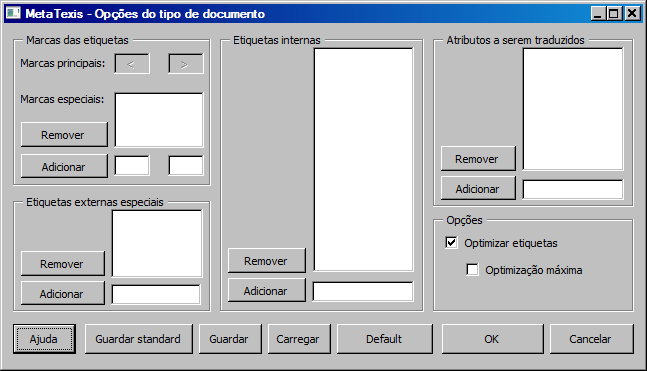 MetaTexis - Opções do tipo de documento
Marcas das etiquetas
Marcas principais: < >
Marcas especiais:
Remover
Adicionar
Etiquetas externas especiais
Remover
Adicionar
Etiquetas internas
Remover
Adicionar
Atributos a serem traduzidos
Remover
Adicionar
Opções
Optimizar etiquetas
Optimização máxima
Ajuda Guardar standard Guardar Carregar Default OK Cancelar